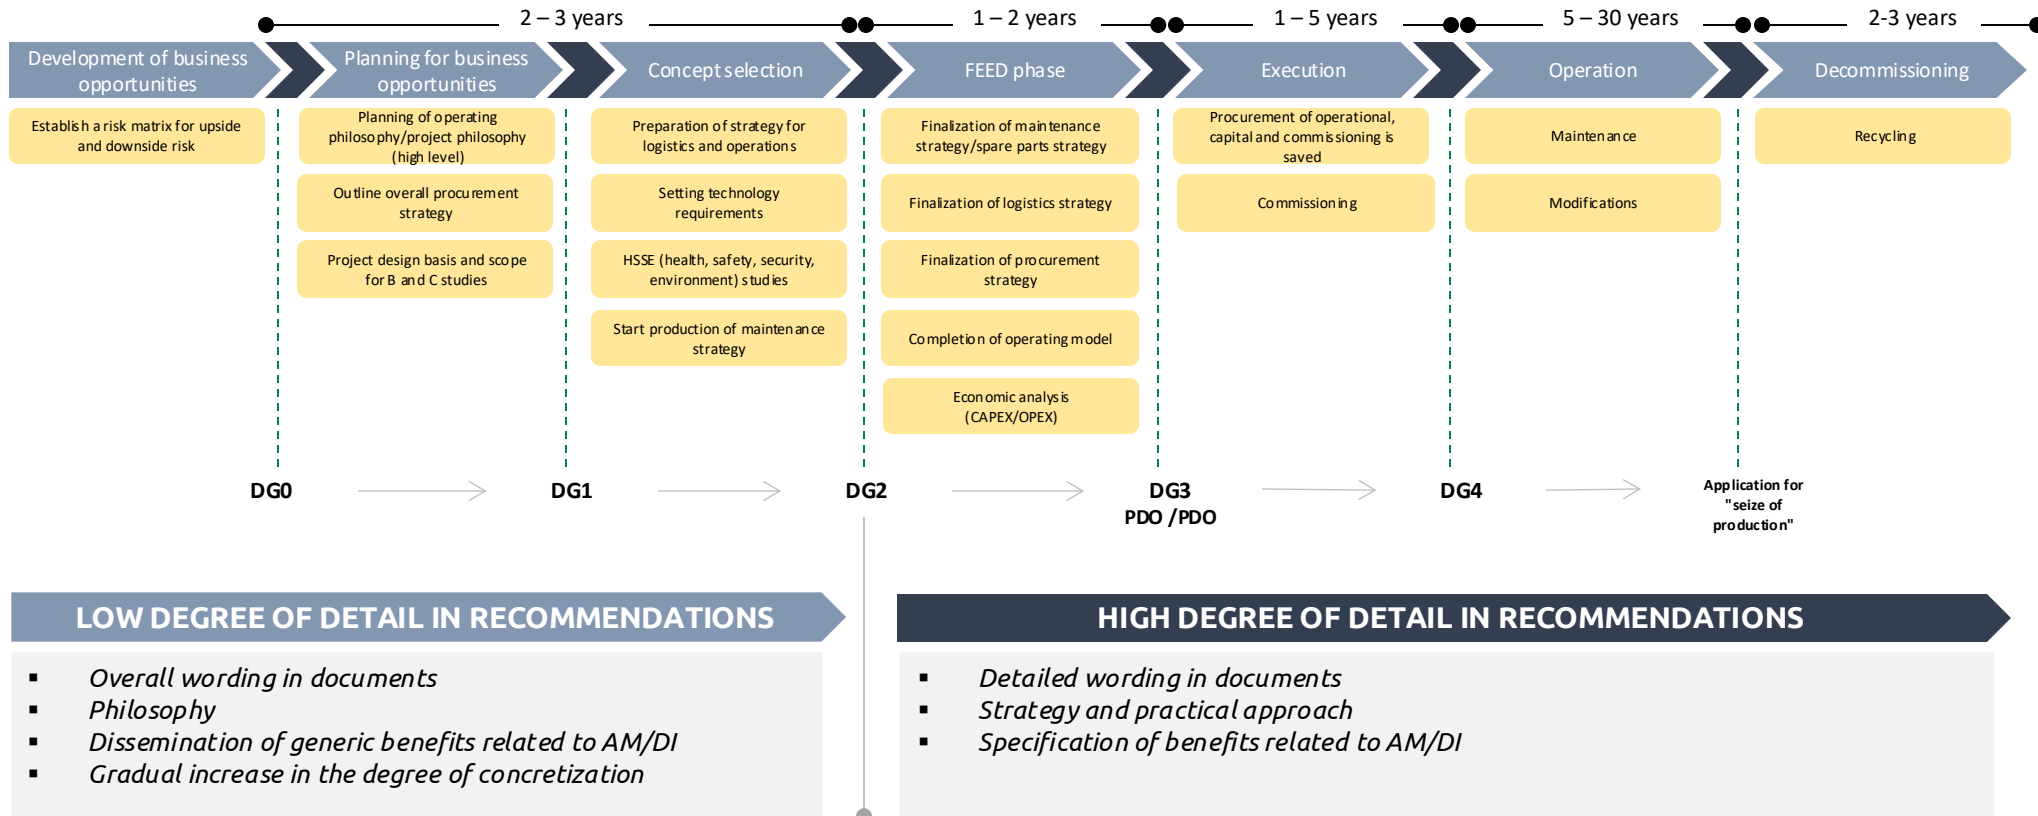 2 – 3 years
1 – 2 years
1 – 5 years
5 – 30 years
2-3 years
Development of business
opportunities
Planning for business
opportunities
Concept selection
FEED phase
Execution
Operation
Decommissioning
Establish a risk matrix for upside
and downside risk
Planning of operating
philosophy/project philosophy
(high level)
Outline overall procurement
strategy
Project design basis and scope
for B and C studies
Preparation of strategy for
logistics and operations
Setting technology
requirements
HSSE (health, safety, security,
environment) studies
Start production of maintenance
strategy
Finalization of maintenance
strategy/spare parts strategy
Finalization of logistics strategy
Finalization of procurement
strategy
Completion of operating model
Economic analysis
(CAPEX/OPEX)
Procurement of operational,
capital and commissioning is
saved
Commissioning
Maintenance
Modifications
Recycling
DG0
DG1
DG2
DG3
PDO /PDO
DG4
Application for
"seize of
production"
LOW DEGREE OF DETAIL IN RECOMMENDATIONS
▪ Overall wording in documents
▪ Philosophy
▪ Dissemination of generic benefits related to AM/DI
▪ Gradual increase in the degree of concretization
HIGH DEGREE OF DETAIL IN RECOMMENDATIONS
▪ Detailed wording in documents
▪ Strategy and practical approach
▪ Specification of benefits related to AM/DI